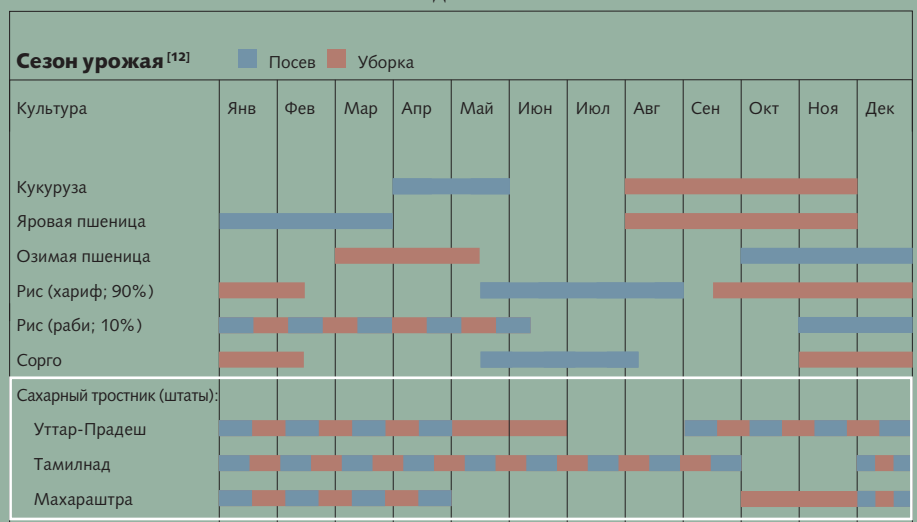 Сезон урожая [12] Посев Уборка
Культура Янв Фев Мар Апр Май Июн Июл Авг Сен Окт Ноя Дек
Кукуруза
Яровая пшеница
Озимая пшеница
Рис (хариф; 90%)
Рис (раби; 10%)
Сорго
Сахарный тростник (штаты):
Уттар-Прадеш
Тамилнад
Махараштра